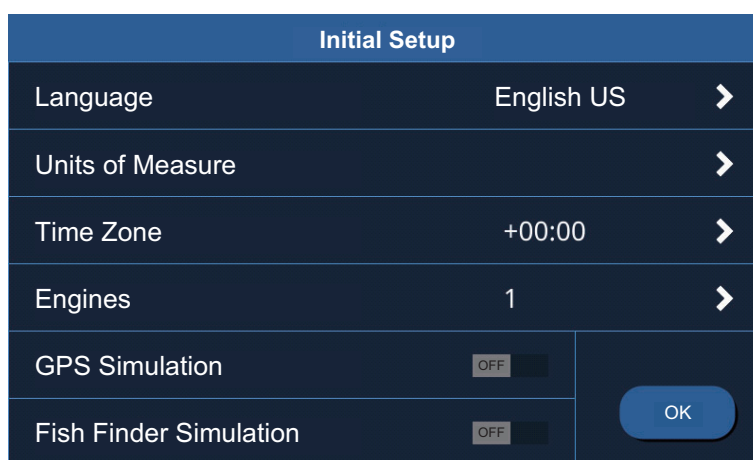 Initial Setup
Language English US
Units of Measure
Time Zone +00:00
Engines 1
GPS Simulation OFF
Fish Finder Simulation OFF
OK